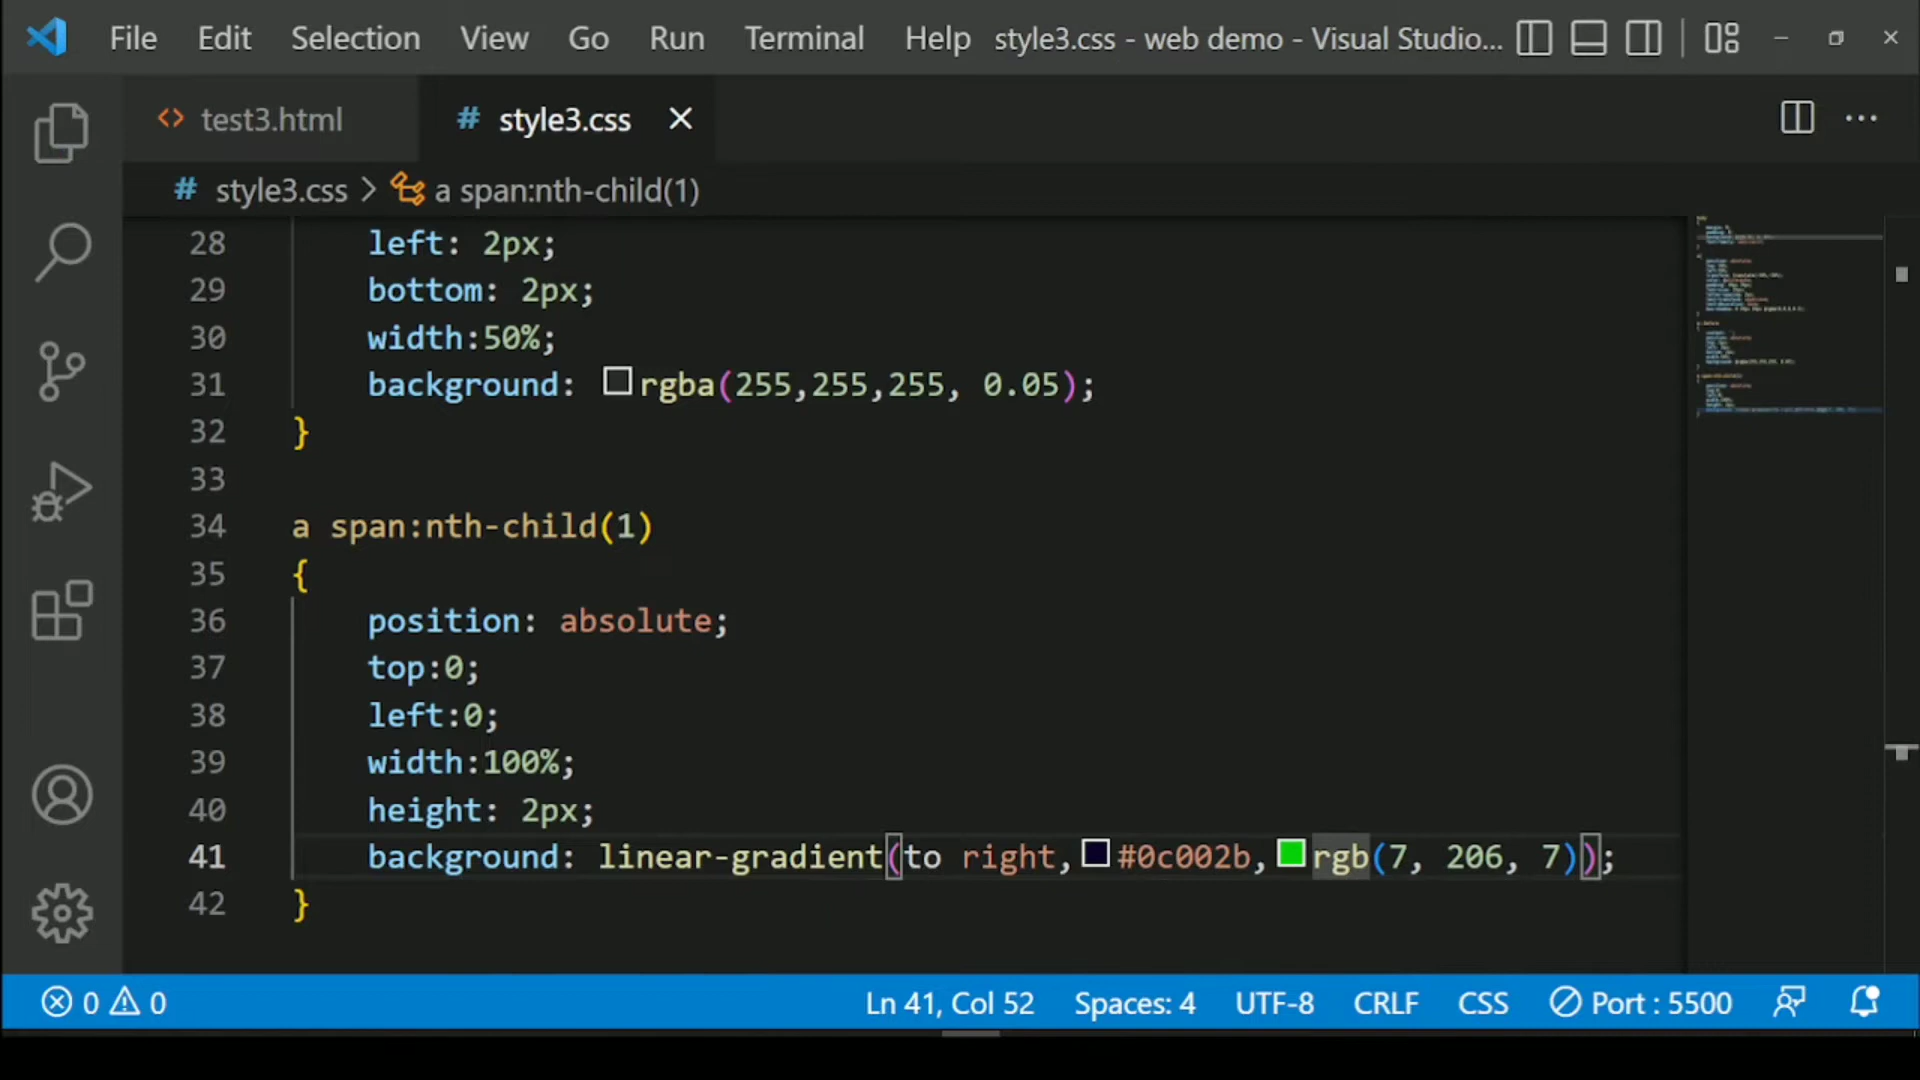 File Edit Selection View Go Run Terminal Help style3.css - web demo - Visual Studio...
test3.html # style3.css
# style3.css > a span:nth-child(1)
28 left: 2px;
29 bottom: 2px;
30 width:50%;
31 background: rgba(255,255,255, 0.05);
32 }
33
34 a span:nth-child(1)
35 {
36 position: absolute;
37 top:0;
38 left:0;
39 width:100%;
40 height: 2px;
41 background: linear-gradient(to right,#0c002b,rgb(7, 206, 7));
42 }
0 0 Ln 41, Col 52 Spaces: 4 UTF-8 CRLF CSS Port : 5500